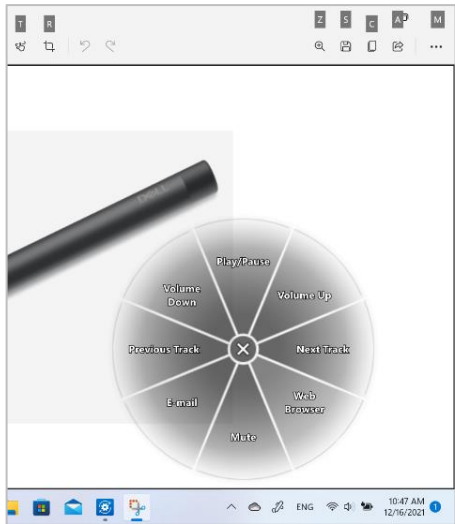 T R Z S C A M
DELL
Play/Pause
Volume Down
Volume Up
Previous Track
Next Track
E-mail
Web Browser
Mute
ENG
10:47 AM
12/16/2021
1